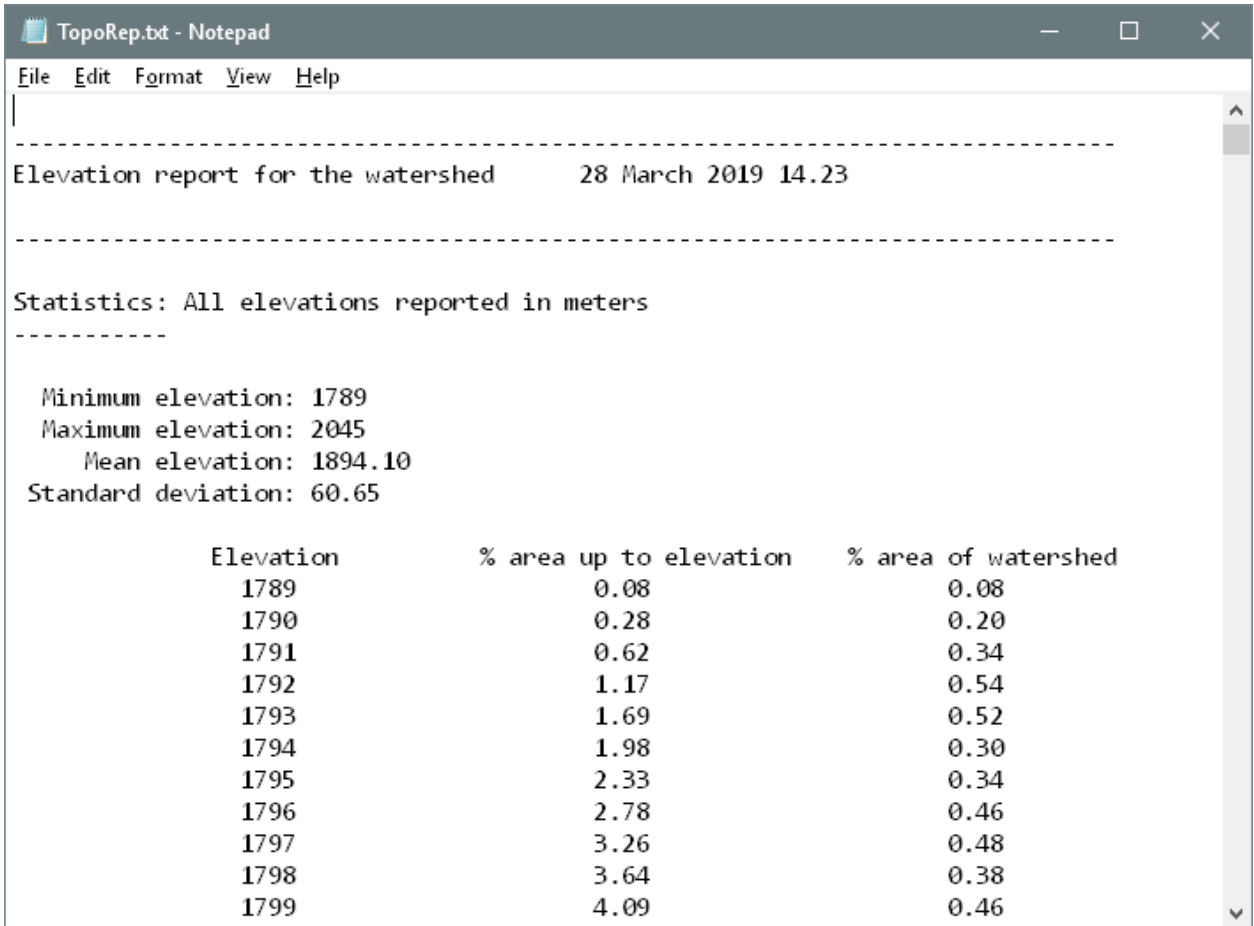 TopoRep.txt - Notepad
File Edit Format View Help
------------------------------------------------------------------------------
Elevation report for the watershed      28 March 2019 14.23
------------------------------------------------------------------------------
Statistics: All elevations reported in meters
-----------
Minimum elevation: 1789
Maximum elevation: 2045
Mean elevation: 1894.10
Standard deviation: 60.65
Elevation % area up to elevation % area of watershed
1789 0.08 0.08
1790 0.28 0.20
1791 0.62 0.34
1792 1.17 0.54
1793 1.69 0.52
1794 1.98 0.30
1795 2.33 0.34
1796 2.78 0.46
1797 3.26 0.48
1798 3.64 0.38
1799 4.09 0.46